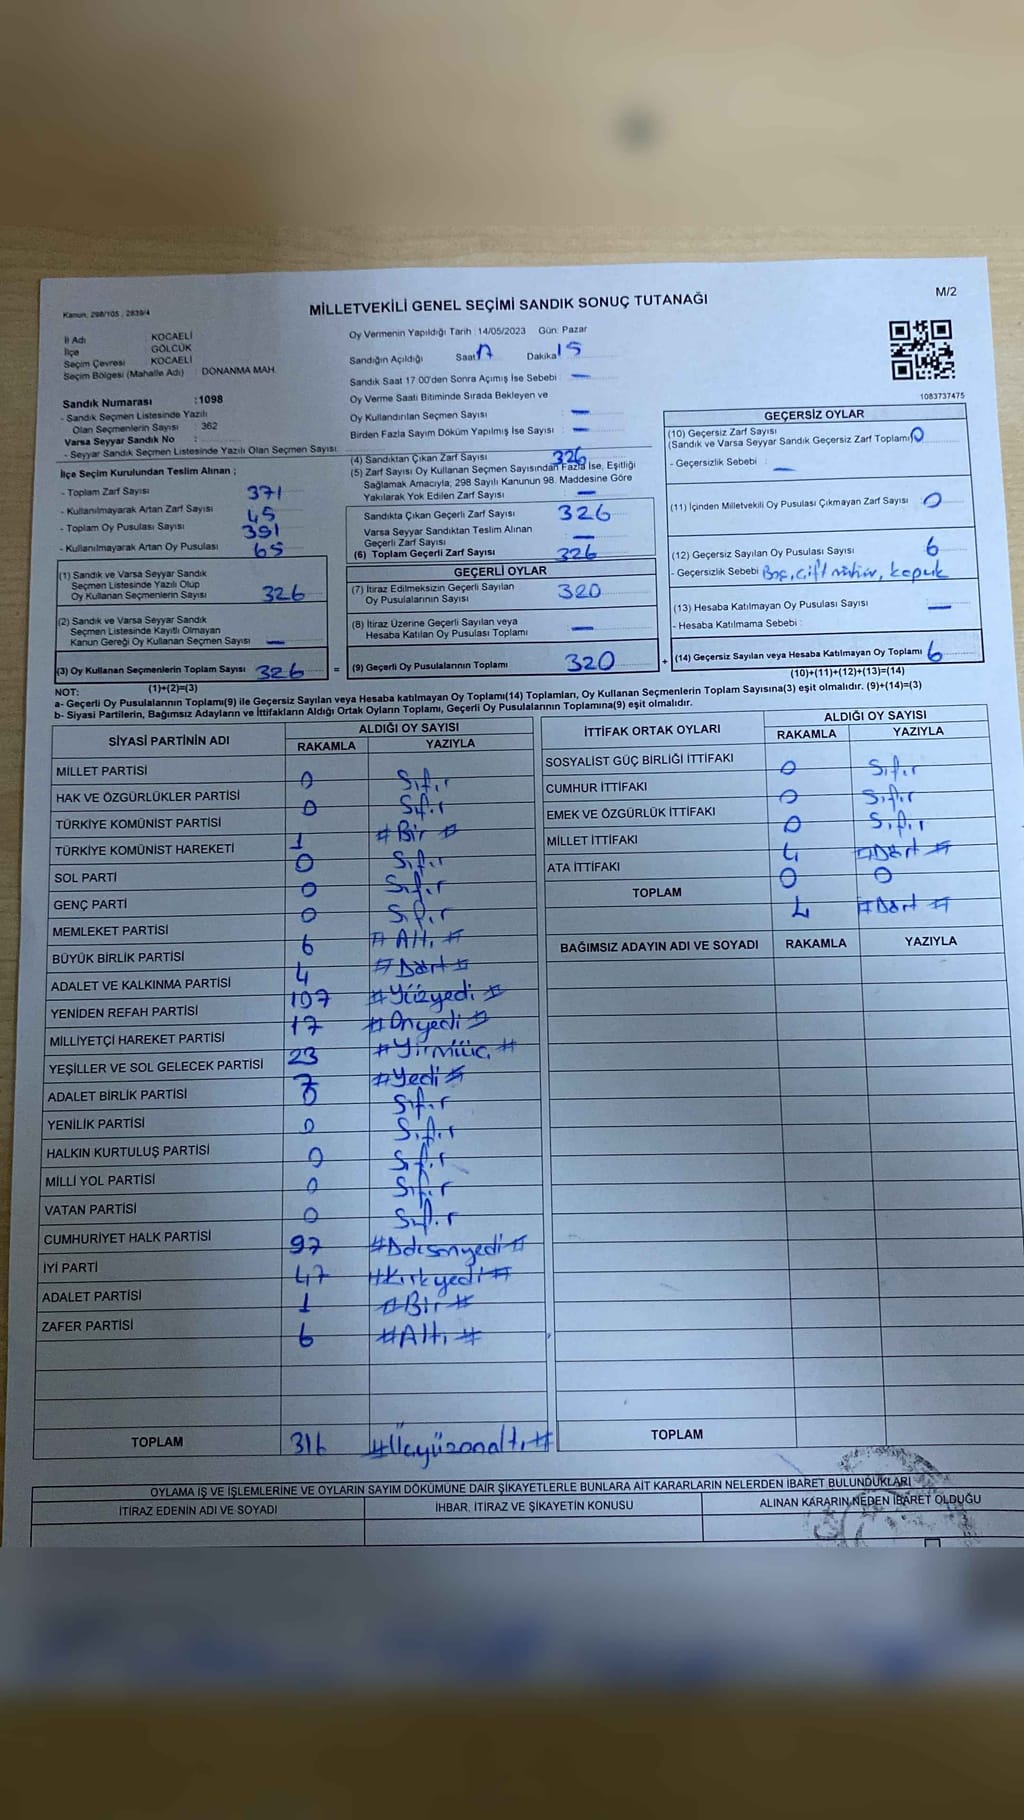 M/2
MİLLETVEKİLİ GENEL SEÇİMİ SANDIK SONUÇ TUTANAĞI
Kanun, 298/105 , 2839/4
İl Adı : KOCAELİ
İlçe : GÖLCÜK
Seçim Çevresi : KOCAELİ
Seçim Bölgesi (Mahalle Adı) : DONANMA MAH.
Sandık Numarası :1098
- Sandık Seçmen Listesinde Yazılı
Olan Seçmenlerin Sayısı : 362
Varsa Seyyar Sandık No :
- Seyyar Sandık Seçmen Listesinde Yazılı Olan Seçmen Sayısı
Oy Vermenin Yapıldığı Tarih : 14/05/2023 Gün: Pazar
Sandığın Açıldığı Saat 17 Dakika 15
Sandık Saat 17:00'den Sonra Açımış İse Sebebi : —
Oy Verme Saati Bitiminde Sırada Bekleyen ve
Oy Kullandırılan Seçmen Sayısı : —
Birden Fazla Sayım Döküm Yapılmış İse Sayısı : —
1083737475
İlçe Seçim Kurulundan Teslim Alınan ;
- Toplam Zarf Sayısı 371
- Kullanılmayarak Artan Zarf Sayısı 45
- Toplam Oy Pusulası Sayısı 391
- Kullanılmayarak Artan Oy Pusulası 65
(1) Sandık ve Varsa Seyyar Sandık
Seçmen Listesinde Yazılı Olup
Oy Kullanan Seçmenlerin Sayısı 326
(2) Sandık ve Varsa Seyyar Sandık
Seçmen Listesinde Kayıtlı Olmayan
Kanun Gereği Oy Kullanan Seçmen Sayısı —
(3) Oy Kullanan Seçmenlerin Toplam Sayısı 326
(1)+(2)=(3)
(4) Sandıktan Çıkan Zarf Sayısı 326
(5) Zarf Sayısı Oy Kullanan Seçmen Sayısından Fazla İse, Eşitliği
Sağlamak Amacıyla, 298 Sayılı Kanunun 98. Maddesine Göre
Yakılarak Yok Edilen Zarf Sayısı —
Sandıkta Çıkan Geçerli Zarf Sayısı 326
Varsa Seyyar Sandıktan Teslim Alınan
Geçerli Zarf Sayısı —
(6) Toplam Geçerli Zarf Sayısı 326
GEÇERLİ OYLAR
(7) İtiraz Edilmeksizin Geçerli Sayılan
Oy Pusulalarının Sayısı 320
(8) İtiraz Üzerine Geçerli Sayılan veya
Hesaba Katılan Oy Pusulası Toplamı —
= (9) Geçerli Oy Pusulalarının Toplamı 320 +
GEÇERSİZ OYLAR
(10) Geçersiz Zarf Sayısı
(Sandık ve Varsa Seyyar Sandık Geçersiz Zarf Toplamı) 0
- Geçersizlik Sebebi : —
(11) İçinden Milletvekili Oy Pusulası Çıkmayan Zarf Sayısı 0
(12) Geçersiz Sayılan Oy Pusulası Sayısı 6
- Geçersizlik Sebebi Boş, çift mühür, kopuk
(13) Hesaba Katılmayan Oy Pusulası Sayısı —
- Hesaba Katılmama Sebebi :
(14) Geçersiz Sayılan veya Hesaba Katılmayan Oy Toplamı 6
(10)+(11)+(12)+(13)=(14)
NOT:
a- Geçerli Oy Pusulalarının Toplamı(9) ile Geçersiz Sayılan veya Hesaba katılmayan Oy Toplamı(14) Toplamları, Oy Kullanan Seçmenlerin Toplam Sayısına(3) eşit olmalıdır. (9)+(14)=(3)
b- Siyasi Partilerin, Bağımsız Adayların ve İttifakların Aldığı Ortak Oyların Toplamı, Geçerli Oy Pusulalarının Toplamına(9) eşit olmalıdır.
SİYASİ PARTİNİN ADI ALDIĞI OY SAYISI
RAKAMLA YAZIYLA
MİLLET PARTİSİ 0 Sıfır
HAK VE ÖZGÜRLÜKLER PARTİSİ 0 Sıfır
TÜRKİYE KOMÜNİST PARTİSİ 1 # Bir #
TÜRKİYE KOMÜNİST HAREKETİ 0 Sıfır
SOL PARTİ 0 Sıfır
GENÇ PARTİ 0 Sıfır
MEMLEKET PARTİSİ 6 # Altı #
BÜYÜK BİRLİK PARTİSİ 4 # Dört #
ADALET VE KALKINMA PARTİSİ 107 # Yüzyedi #
YENİDEN REFAH PARTİSİ 17 # Onyedi #
MİLLİYETÇİ HAREKET PARTİSİ 23 # Yirmiüç #
YEŞİLLER VE SOL GELECEK PARTİSİ 7 # Yedi #
ADALET BİRLİK PARTİSİ 0 Sıfır
YENİLİK PARTİSİ 0 Sıfır
HALKIN KURTULUŞ PARTİSİ 0 Sıfır
MİLLİ YOL PARTİSİ 0 Sıfır
VATAN PARTİSİ 0 Sıfır
CUMHURİYET HALK PARTİSİ 97 # Doksanyedi #
İYİ PARTİ 47 # Kırkyedi #
ADALET PARTİSİ 1 # Bir #
ZAFER PARTİSİ 6 # Altı #
TOPLAM 316 # Üçyüzonaltı #
İTTİFAK ORTAK OYLARI ALDIĞI OY SAYISI
RAKAMLA YAZIYLA
SOSYALİST GÜÇ BİRLİĞİ İTTİFAKI 0 Sıfır
CUMHUR İTTİFAKI 0 Sıfır
EMEK VE ÖZGÜRLÜK İTTİFAKI 0 Sıfır
MİLLET İTTİFAKI 4 # Dört #
ATA İTTİFAKI 0 0
TOPLAM 4 # Dört #
BAĞIMSIZ ADAYIN ADI VE SOYADI RAKAMLA YAZIYLA
TOPLAM
OYLAMA İŞ VE İŞLEMLERİNE VE OYLARIN SAYIM DÖKÜMÜNE DAİR ŞİKAYETLERLE BUNLARA AİT KARARLARIN NELERDEN İBARET BULUNDUKLARI
İTİRAZ EDENİN ADI VE SOYADI İHBAR, İTİRAZ VE ŞİKAYETİN KONUSU ALINAN KARARIN NEDEN İBARET OLDUĞU